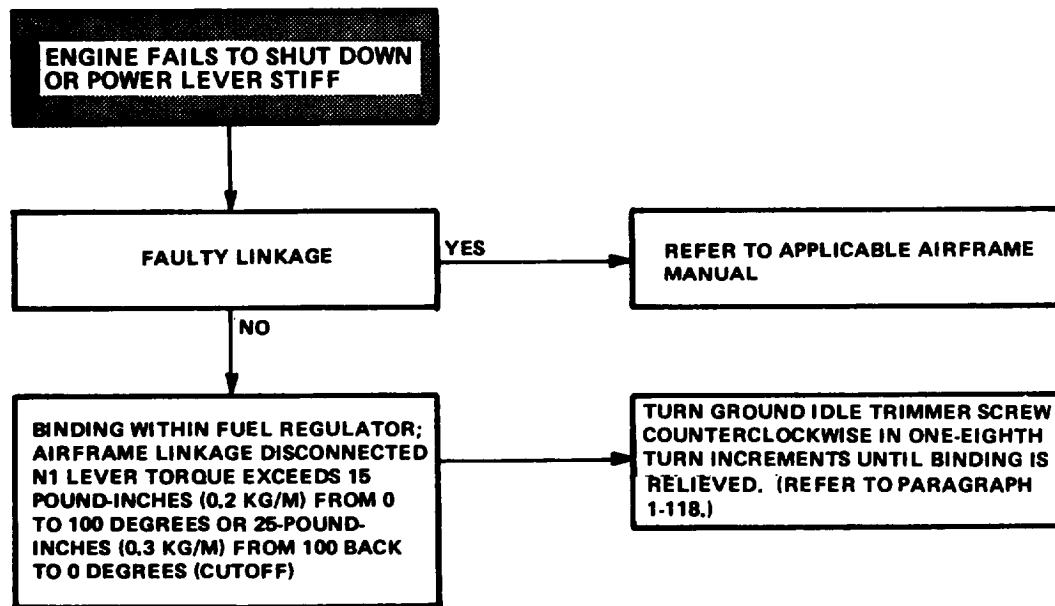 ENGINE FAILS TO SHUT DOWN
OR POWER LEVER STIFF
FAULTY LINKAGE
YES
REFER TO APPLICABLE AIRFRAME
MANUAL
NO
BINDING WITHIN FUEL REGULATOR;
AIRFRAME LINKAGE DISCONNECTED
N1 LEVER TORQUE EXCEEDS 15
POUND-INCHES (0.2 KG/M) FROM 0
TO 100 DEGREES OR 25-POUND-
INCHES (0.3 KG/M) FROM 100 BACK
TO 0 DEGREES (CUTOFF)
TURN GROUND IDLE TRIMMER SCREW
COUNTERCLOCKWISE IN ONE-EIGHTH
TURN INCREMENTS UNTIL BINDING IS
RELIEVED. (REFER TO PARAGRAPH
1-118.)